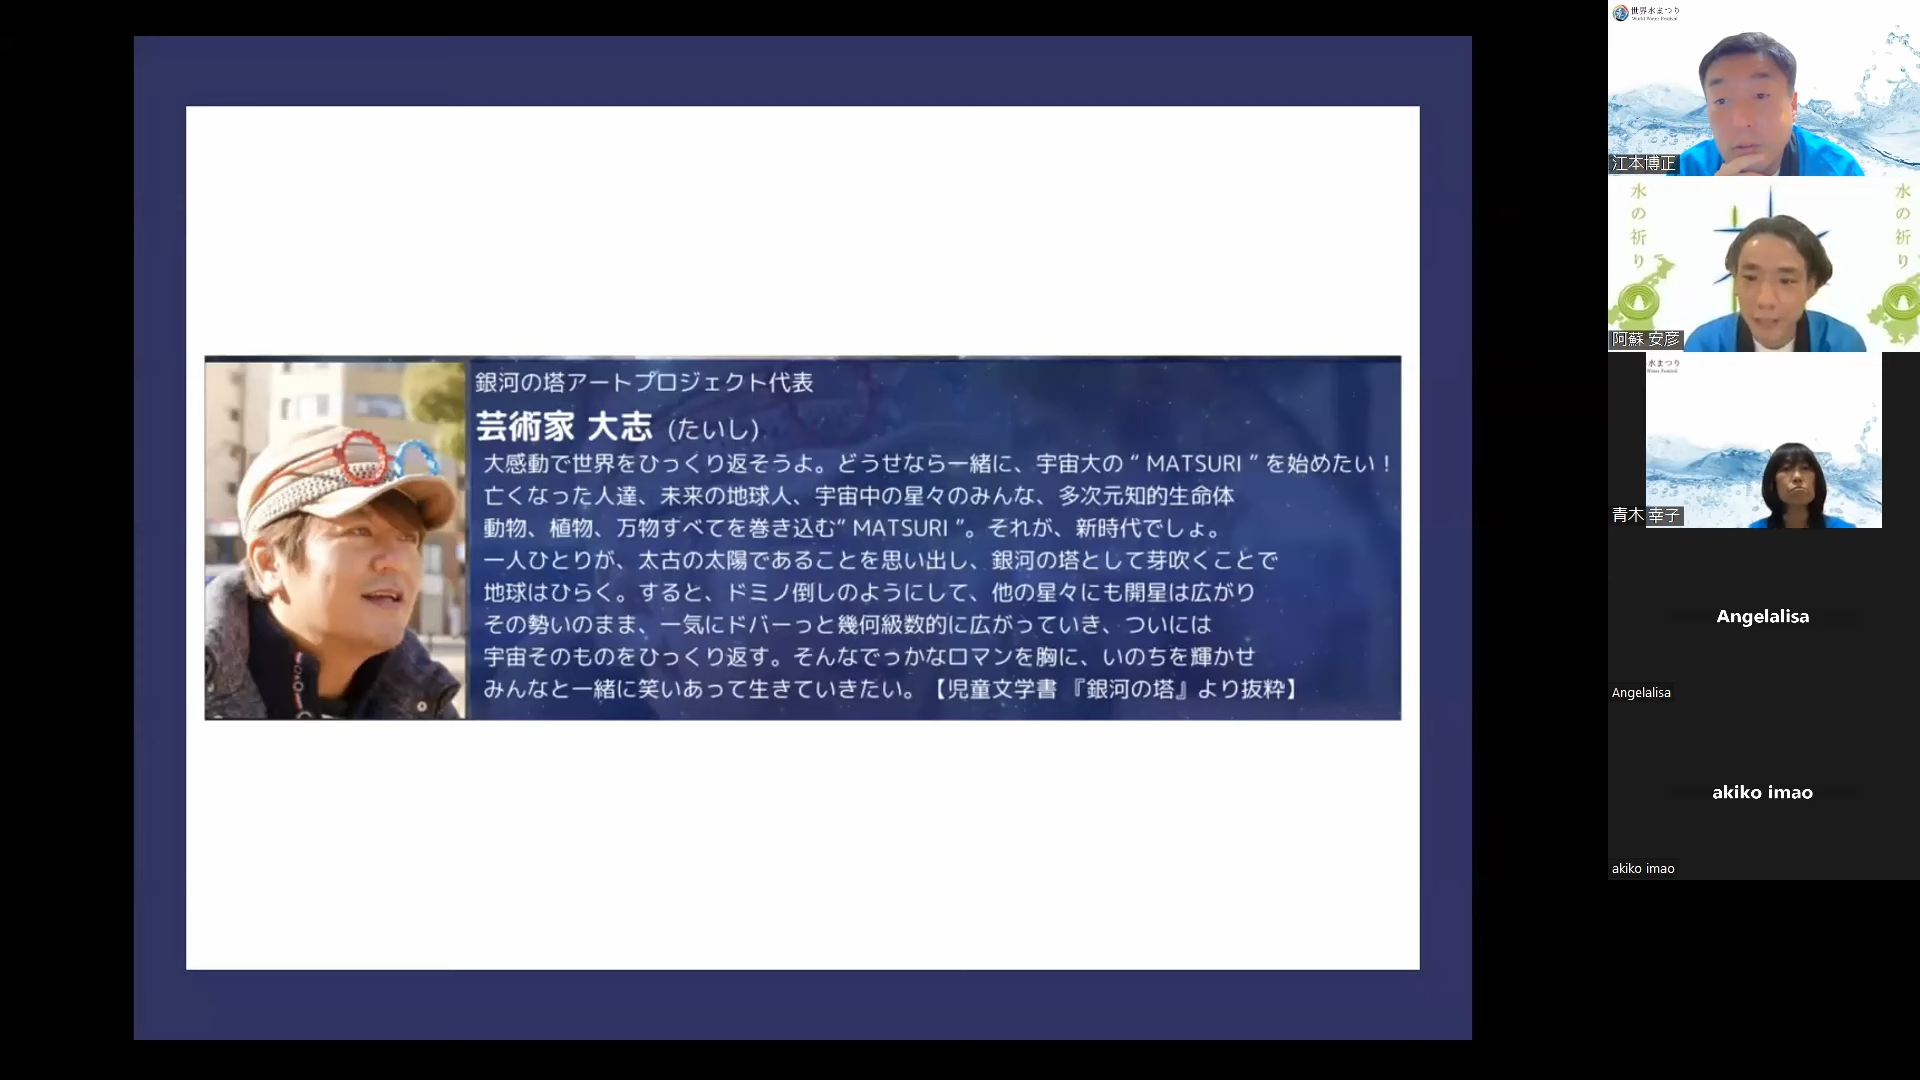 銀河の塔アートプロジェクト代表
芸術家 大志 (たいし)
大感動で世界をひっくり返そうよ。どうせなら一緒に、宇宙大の“ MATSURI ”を始めたい！
亡くなった人達、未来の地球人、宇宙中の星々のみんな、多次元知的生命体
動物、植物、万物すべてを巻き込む“ MATSURI ”。それが、新時代でしょ。
一人ひとりが、太古の太陽であることを思い出し、銀河の塔として芽吹くことで
地球はひらく。すると、ドミノ倒しのようにして、他の星々にも開星は広がり
その勢いのまま、一気にドバーっと幾何級数的に広がっていき、ついには
宇宙そのものをひっくり返す。そんなでっかなロマンを胸に、いのちを輝かせ
みんなと一緒に笑いあって生きていきたい。【児童文学書 『銀河の塔』より抜粋】
世界水まつり
World Water Festival
江本博正
水の祈り
水の祈り
阿蘇 安彦
水まつり
青木 幸子
Angelalisa
Angelalisa
akiko imao
akiko imao